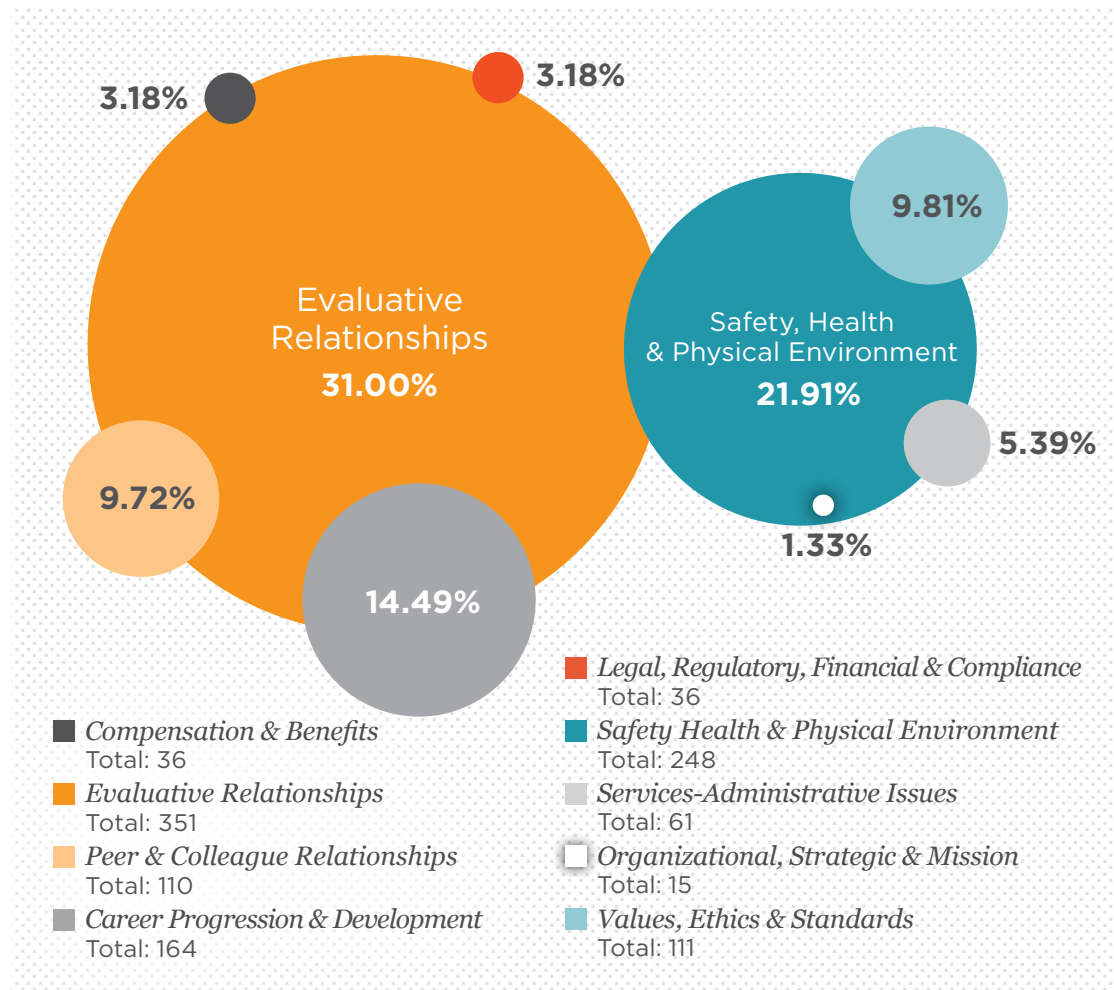 3.18%
3.18%
9.81%
Evaluative
Relationships
31.00%
Safety, Health
& Physical Environment
21.91%
5.39%
9.72%
1.33%
14.49%
Compensation & Benefits
Total: 36
Evaluative Relationships
Total: 351
Peer & Colleague Relationships
Total: 110
Career Progression & Development
Total: 164
Legal, Regulatory, Financial & Compliance
Total: 36
Safety Health & Physical Environment
Total: 248
Services-Administrative Issues
Total: 61
Organizational, Strategic & Mission
Total: 15
Values, Ethics & Standards
Total: 111